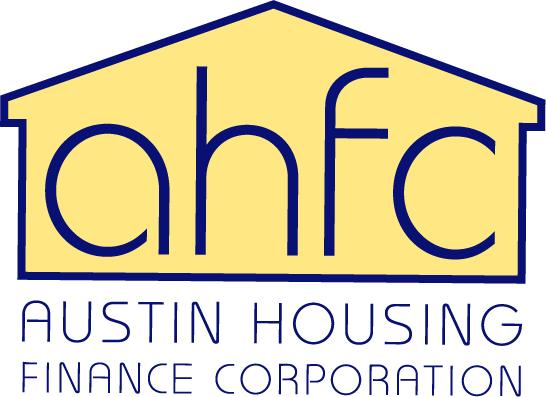 ahfc
AUSTIN HOUSING
FINANCE CORPORATION